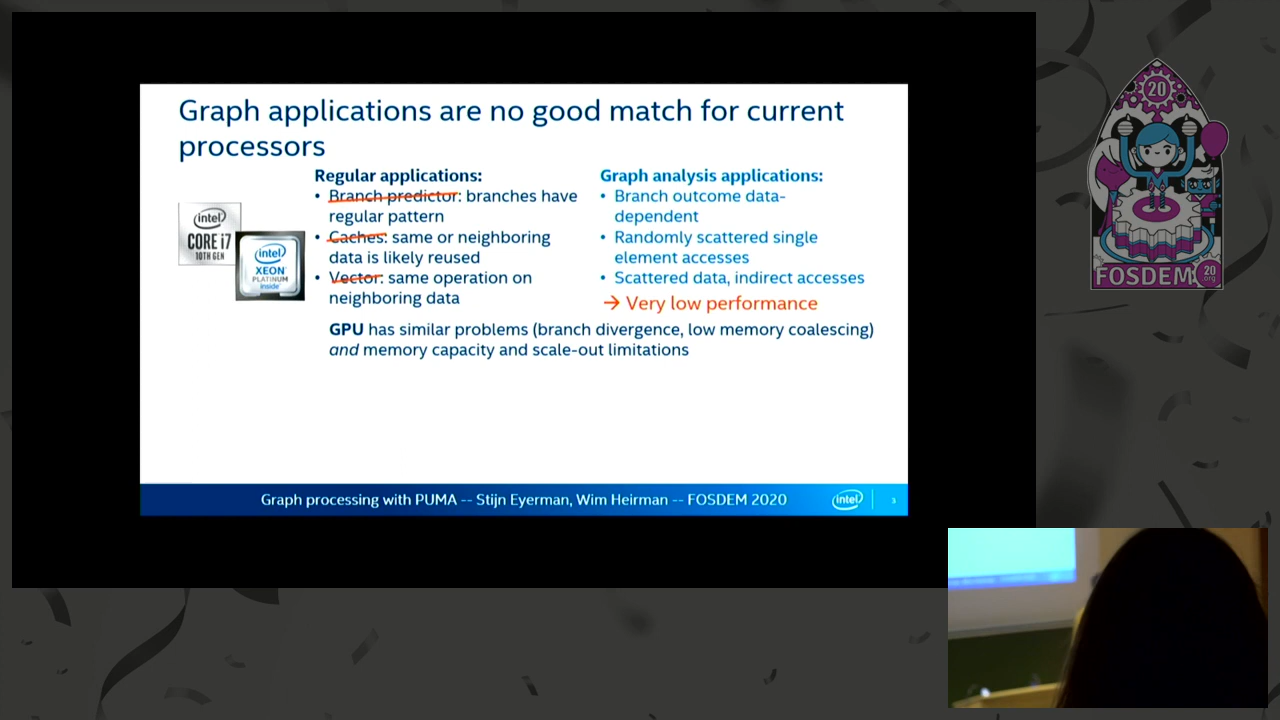 Graph applications are no good match for current
processors
Regular applications:
• Branch predictor: branches have
regular pattern
• Caches: same or neighboring
data is likely reused
• Vector: same operation on
neighboring data
Graph analysis applications:
• Branch outcome data-
dependent
• Randomly scattered single
element accesses
• Scattered data, indirect accesses
→ Very low performance
GPU has similar problems (branch divergence, low memory coalescing)
and memory capacity and scale-out limitations
intel
CORE i7
10TH GEN
intel
XEON
PLATINUM
inside
Graph processing with PUMA -- Stijn Eyerman, Wim Heirman -- FOSDEM 2020
intel
3
20
FOSDEM
20
.org